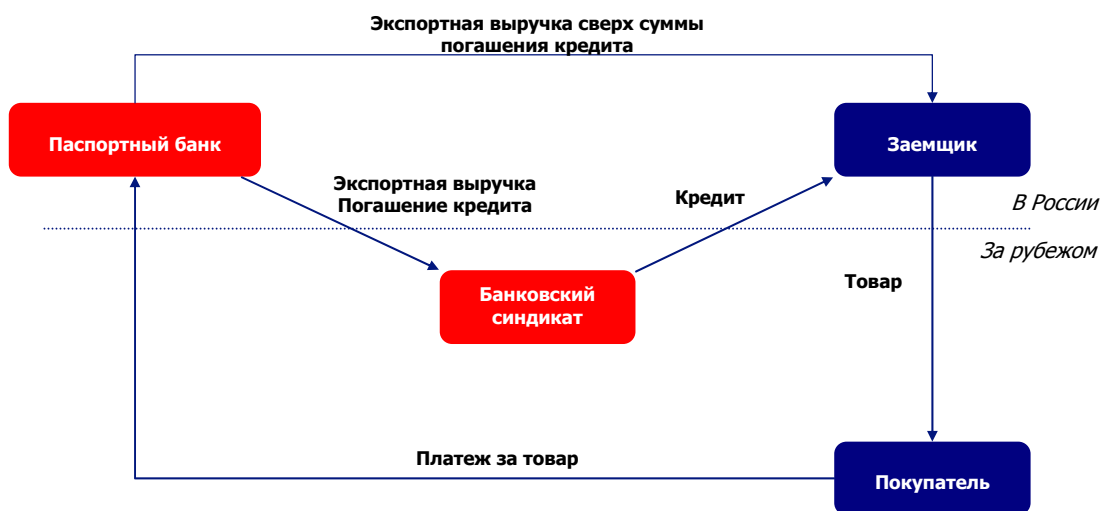 Экспортная выручка сверх суммы
погашения кредита
Паспортный банк
Заемщик
Экспортная выручка
Погашение кредита
Кредит
В России
За рубежом
Банковский
синдикат
Товар
Платеж за товар
Покупатель